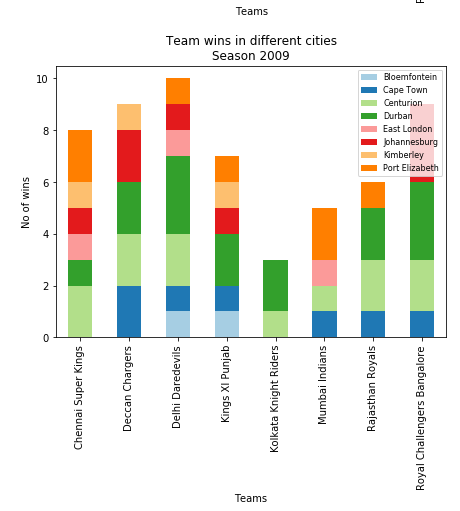 Teams
Team wins in different cities
Season 2009
No of wins
10
8
6
4
2
0
Bloemfontein
Cape Town
Centurion
Durban
East London
Johannesburg
Kimberley
Port Elizabeth
Chennai Super Kings
Deccan Chargers
Delhi Daredevils
Kings XI Punjab
Kolkata Knight Riders
Mumbai Indians
Rajasthan Royals
Royal Challengers Bangalore
Teams